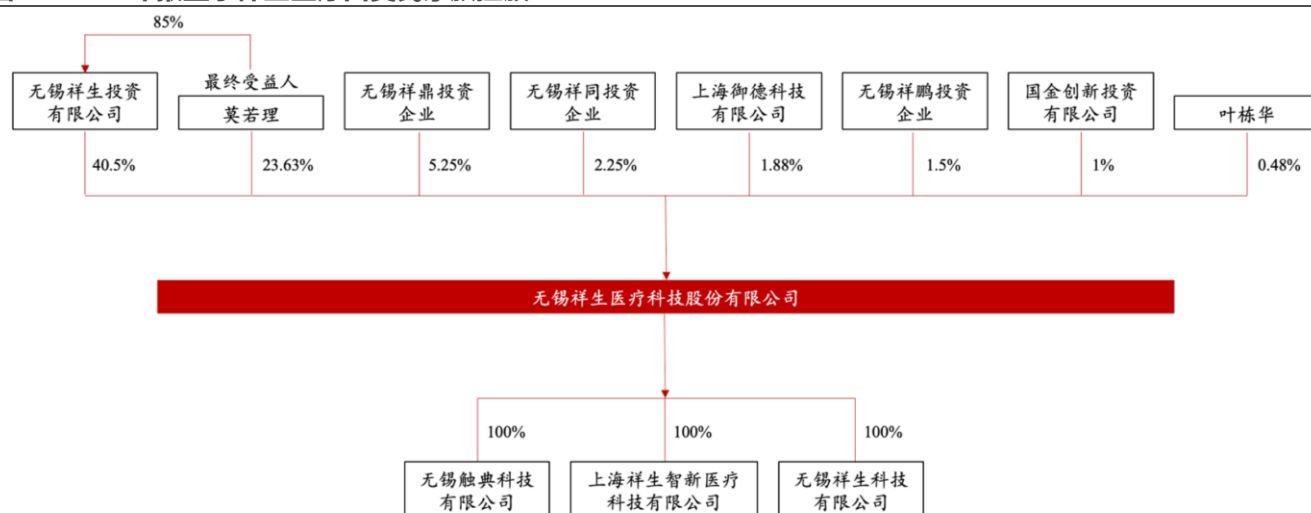 85%
无锡祥生投资
有限公司
最终受益人
莫若理
无锡祥鼎投资
企业
无锡祥同投资
企业
上海御德科技
有限公司
无锡祥鹏投资
企业
国金创新投资
有限公司
叶栋华
40.5%
23.63%
5.25%
2.25%
1.88%
1.5%
1%
0.48%
无锡祥生医疗科技股份有限公司
100%
100%
100%
无锡触典科技
有限公司
上海祥生智新医疗
科技有限公司
无锡祥生科技
有限公司